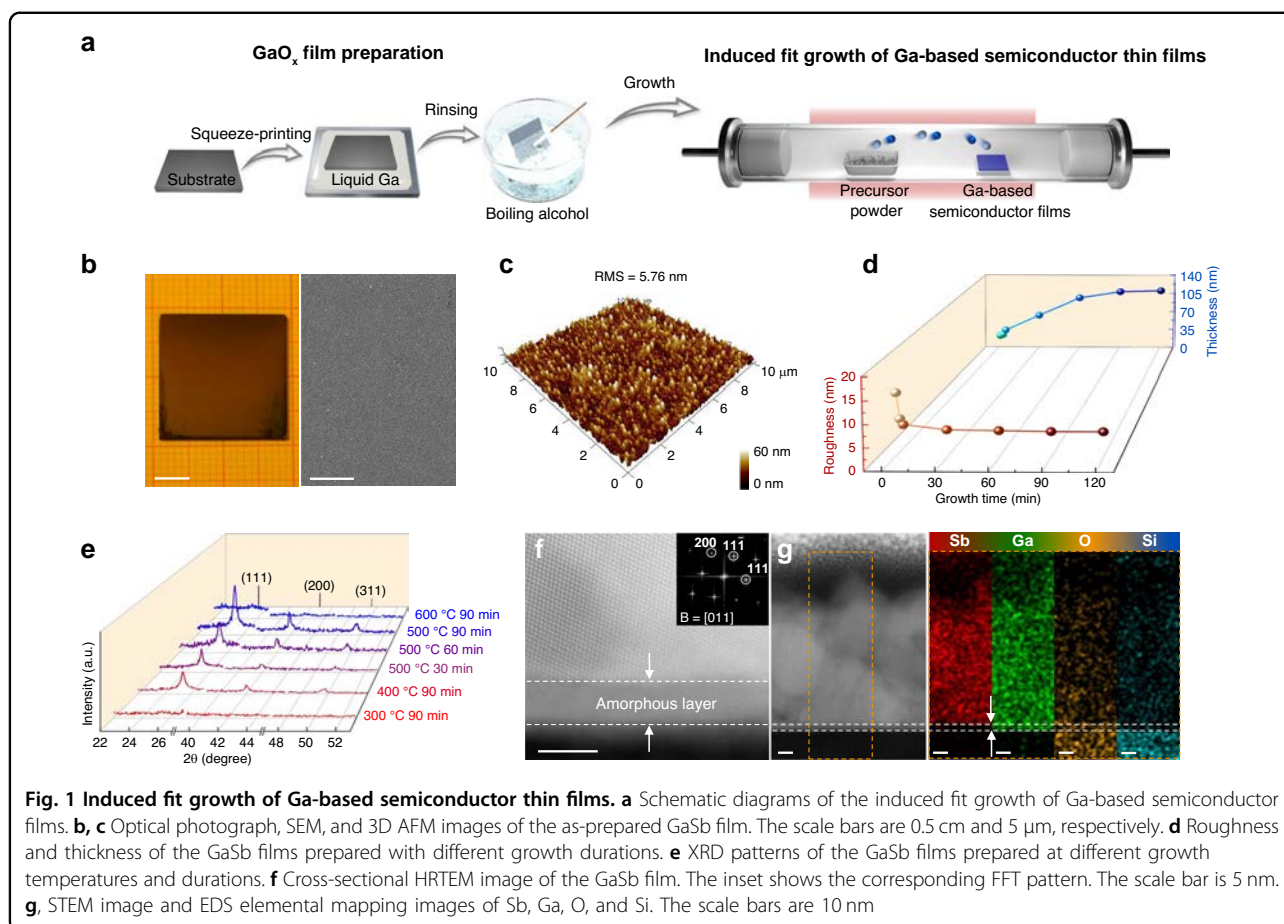 a
GaOx film preparation
Induced fit growth of Ga-based semiconductor thin films
Squeeze-printing
Rinsing
Growth
Substrate
Liquid Ga
Boiling alcohol
Precursor
powder
Ga-based
semiconductor films
b
c
RMS = 5.76 nm
10
8
6
4
2
0
0
2
4
6
8
10 μm
60 nm
0 nm
d
140
105
70
35
0
Thickness (nm)
20
15
10
5
0
Roughness (nm)
0
30
60
90
120
Growth time (min)
e
(111)
(200)
(311)
600 °C 90 min
500 °C 90 min
500 °C 60 min
500 °C 30 min
400 °C 90 min
300 °C 90 min
Intensity (a.u.)
22 24 26 40 42 44 48 50 52
2θ (degree)
f
200
111̄
111
B = [011]
Amorphous layer
g
Sb Ga O Si
Fig. 1 Induced fit growth of Ga-based semiconductor thin films. a Schematic diagrams of the induced fit growth of Ga-based semiconductor
films. b, c Optical photograph, SEM, and 3D AFM images of the as-prepared GaSb film. The scale bars are 0.5 cm and 5 μm, respectively. d Roughness
and thickness of the GaSb films prepared with different growth durations. e XRD patterns of the GaSb films prepared at different growth
temperatures and durations. f Cross-sectional HRTEM image of the GaSb film. The inset shows the corresponding FFT pattern. The scale bar is 5 nm.
g, STEM image and EDS elemental mapping images of Sb, Ga, O, and Si. The scale bars are 10 nm